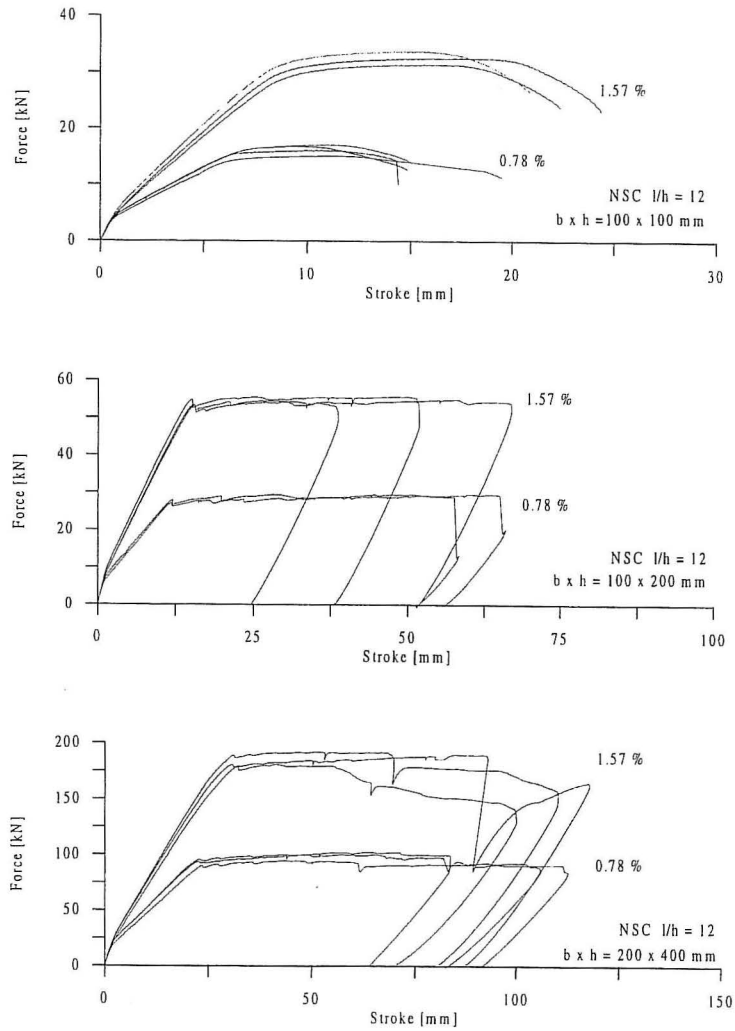 40
30
20
10
0
Force [kN]
1.57 %
0.78 %
NSC l/h = 12
b x h =100 x 100 mm
0 10 20 30
Stroke [mm]
60
40
20
0
Force [kN]
1.57 %
0.78 %
NSC l/h = 12
b x h = 100 x 200 mm
0 25 50 75 100
Stroke [mm]
200
150
100
50
0
Force [kN]
1.57 %
0.78 %
NSC l/h = 12
b x h = 200 x 400 mm
0 50 100 150
Stroke [mm]